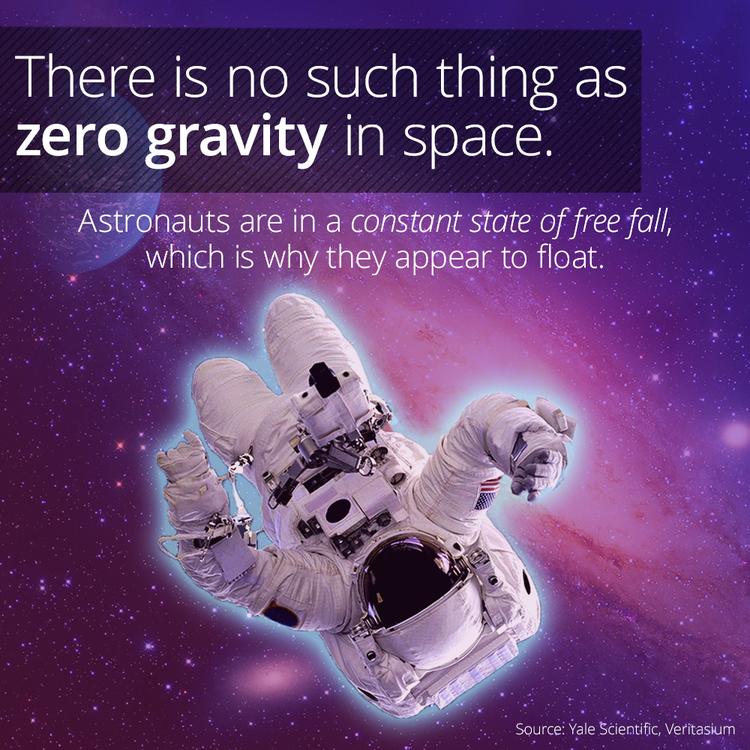 There is no such thing as
zero gravity in space.
Astronauts are in a constant state of free fall,
which is why they appear to float.
Source: Yale Scientific, Veritasium